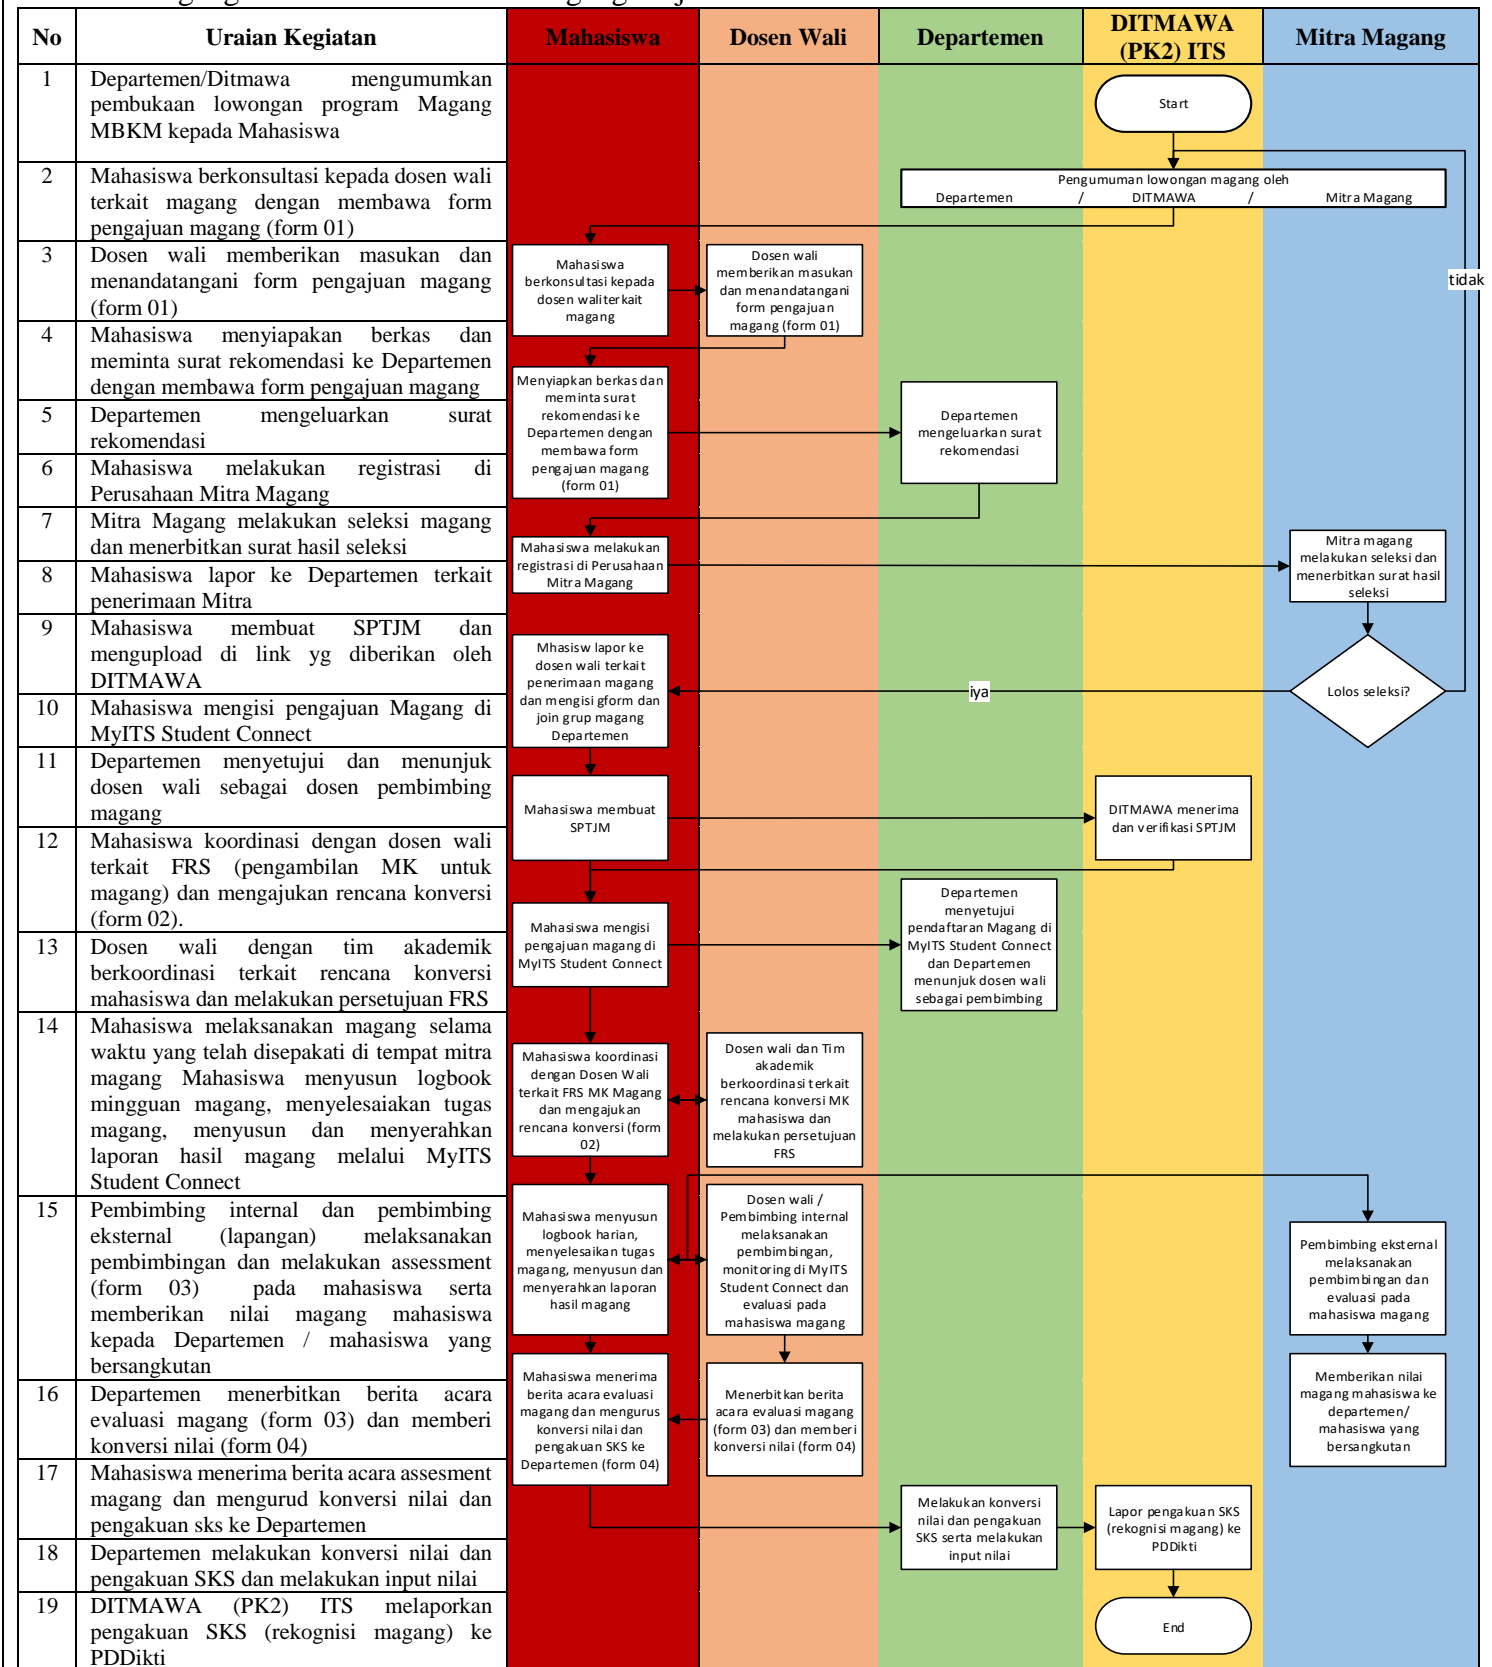 No
Uraian Kegiatan
Mahasiswa
Dosen Wali
Departemen
DITMAWA
(PK2) ITS
Mitra Magang
1
Departemen/Ditmawa mengumumkan
pembukaan lowongan program Magang
MBKM kepada Mahasiswa
2
Mahasiswa berkonsultasi kepada dosen wali
terkait magang dengan membawa form
pengajuan magang (form 01)
3
Dosen wali memberikan masukan dan
menandatangani form pengajuan magang
(form 01)
4
Mahasiswa menyiapakan berkas dan
meminta surat rekomendasi ke Departemen
dengan membawa form pengajuan magang
5
Departemen mengeluarkan surat
rekomendasi
6
Mahasiswa melakukan registrasi di
Perusahaan Mitra Magang
7
Mitra Magang melakukan seleksi magang
dan menerbitkan surat hasil seleksi
8
Mahasiswa lapor ke Departemen terkait
penerimaan Mitra
9
Mahasiswa membuat SPTJM dan
mengupload di link yg diberikan oleh
DITMAWA
10
Mahasiswa mengisi pengajuan Magang di
MyITS Student Connect
11
Departemen menyetujui dan menunjuk
dosen wali sebagai dosen pembimbing
magang
12
Mahasiswa koordinasi dengan dosen wali
terkait FRS (pengambilan MK untuk
magang) dan mengajukan rencana konversi
(form 02).
13
Dosen wali dengan tim akademik
berkoordinasi terkait rencana konversi
mahasiswa dan melakukan persetujuan FRS
14
Mahasiswa melaksanakan magang selama
waktu yang telah disepakati di tempat mitra
magang Mahasiswa menyusun logbook
mingguan magang, menyelesaiakan tugas
magang, menyusun dan menyerahkan
laporan hasil magang melalui MyITS
Student Connect
15
Pembimbing internal dan pembimbing
eksternal (lapangan) melaksanakan
pembimbingan dan melakukan assessment
(form 03) pada mahasiswa serta
memberikan nilai magang mahasiswa
kepada Departemen / mahasiswa yang
bersangkutan
16
Departemen menerbitkan berita acara
evaluasi magang (form 03) dan memberi
konversi nilai (form 04)
17
Mahasiswa menerima berita acara assesment
magang dan mengurud konversi nilai dan
pengakuan sks ke Departemen
18
Departemen melakukan konversi nilai dan
pengakuan SKS dan melakukan input nilai
19
DITMAWA (PK2) ITS melaporkan
pengakuan SKS (rekognisi magang) ke
PDDikti
Start
Pengumuman lowongan magang oleh
Departemen / DITMAWA / Mitra Magang
Mahasiswa
berkonsultasi kepada
dosen wali terkait
magang
Dosen wali
memberikan masukan
dan menandatangani
form pengajuan
magang (form 01)
tidak
Menyiapkan berkas dan
meminta surat
rekomendasi ke
Departemen dengan
membawa form
pengajuan magang
(form 01)
Departemen
mengeluarkan surat
rekomendasi
Mahasiswa melakukan
registrasi di Perusahaan
Mitra Magang
Mitra magang
melakukan seleksi dan
menerbitkan surat hasil
seleksi
Mhasisw lapor ke
dosen wali terkait
penerimaan magang
dan mengisi gform dan
join grup magang
Departemen
iya
Lolos seleksi?
Mahasiswa membuat
SPTJM
DITMAWA menerima
dan verifikasi SPTJM
Mahasiswa mengisi
pengajuan magang di
MyITS Student Connect
Departemen
menyetujui
pendaftaran Magang di
MyITS Student Connect
dan Departemen
menunjuk dosen wali
sebagai pembimbing
Mahasiswa koordinasi
dengan Dosen Wali
terkait FRS MK Magang
dan mengajukan
rencana konversi (form
02)
Dosen wali dan Tim
akademik
berkoordinasi terkait
rencana konversi MK
mahasiswa dan
melakukan persetujuan
FRS
Mahasiswa menyusun
logbook harian,
menyelesaikan tugas
magang, menyusun dan
menyerahkan laporan
hasil magang
Dosen wali /
Pembimbing internal
melaksanakan
pembimbingan,
monitoring di MyITS
Student Connect dan
evaluasi pada
mahasiswa magang
Pembimbing eksternal
melaksanakan
pembimbingan dan
evaluasi pada
mahasiswa magang
Mahasiswa menerima
berita acara evaluasi
magang dan mengurus
konversi nilai dan
pengakuan SKS ke
Departemen (form 04)
Menerbitkan berita
acara evaluasi magang
(form 03) dan memberi
konversi nilai (form 04)
Memberikan nilai
magang mahasiswa ke
departemen/
mahasiswa yang
bersangkutan
Melakukan konversi
nilai dan pengakuan
SKS serta melakukan
input nilai
Lapor pengakuan SKS
(rekognisi magang) ke
PDDikti
End